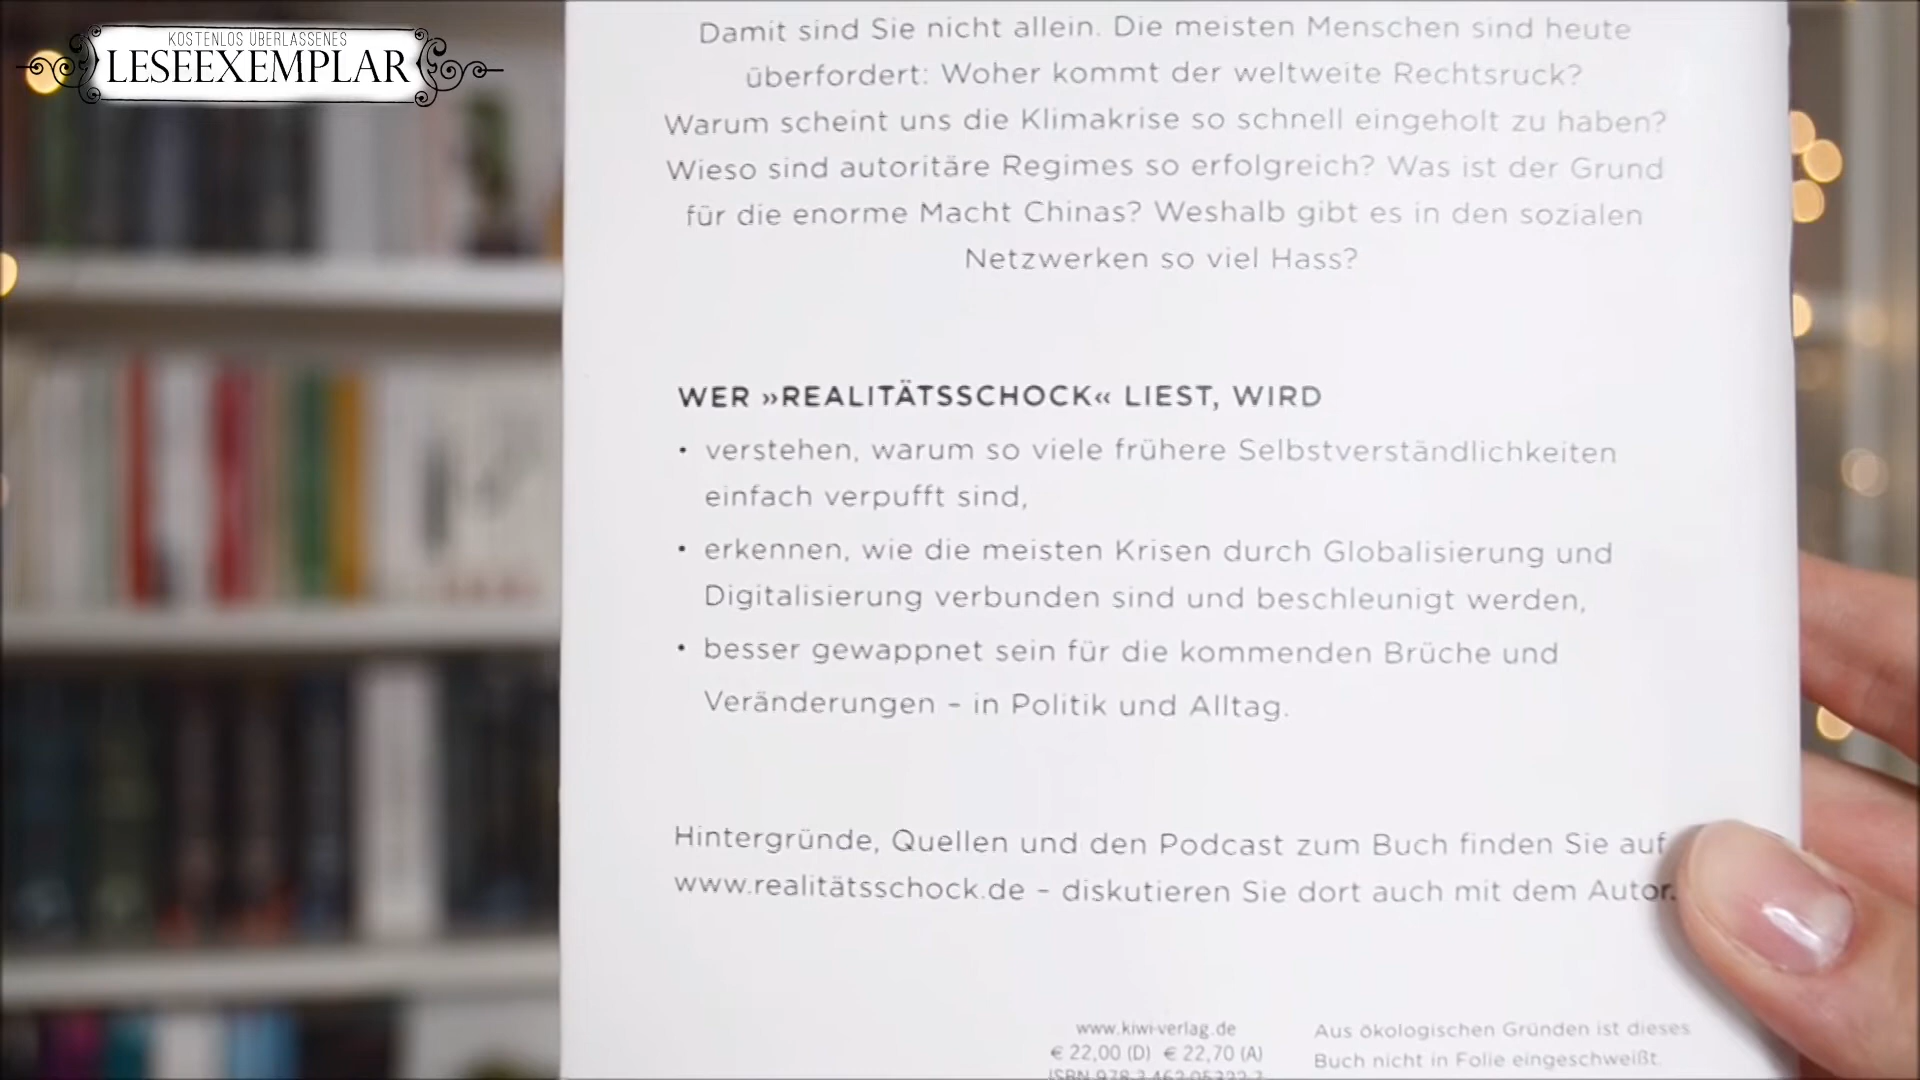 KOSTENLOS ÜBERLASSENES
LESEEXEMPLAR
Damit sind Sie nicht allein. Die meisten Menschen sind heute
überfordert: Woher kommt der weltweite Rechtsruck?
Warum scheint uns die Klimakrise so schnell eingeholt zu haben?
Wieso sind autoritäre Regimes so erfolgreich? Was ist der Grund
für die enorme Macht Chinas? Weshalb gibt es in den sozialen
Netzwerken so viel Hass?
WER »REALITÄTSSCHOCK« LIEST, WIRD
• verstehen, warum so viele frühere Selbstverständlichkeiten
einfach verpufft sind,
• erkennen, wie die meisten Krisen durch Globalisierung und
Digitalisierung verbunden sind und beschleunigt werden,
• besser gewappnet sein für die kommenden Brüche und
Veränderungen – in Politik und Alltag.
Hintergründe, Quellen und den Podcast zum Buch finden Sie auf
www.realitätsschock.de – diskutieren Sie dort auch mit dem Autor.
www.kiwi-verlag.de
€ 22,00 (D) € 22,70 (A)
ISBN
Aus ökologischen Gründen ist dieses
Buch nicht in Folie eingeschweißt.